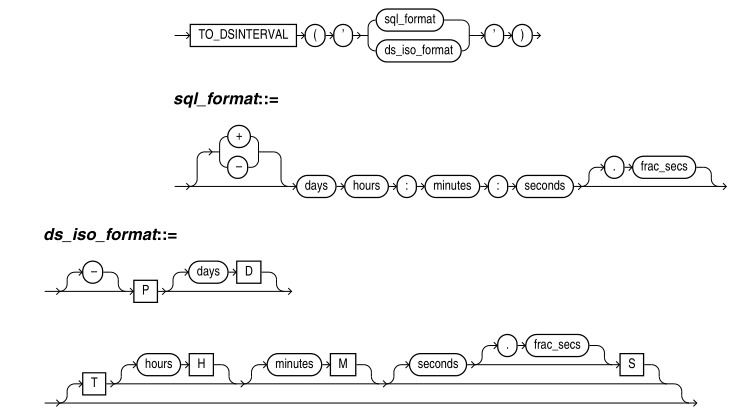 sql_format
TO_DSINTERVAL ( ' ' )
ds_iso_format
sql_format::=
+
−
days hours : minutes : seconds . frac_secs
ds_iso_format::=
− days D
P
. frac_secs
hours H minutes M seconds S
T